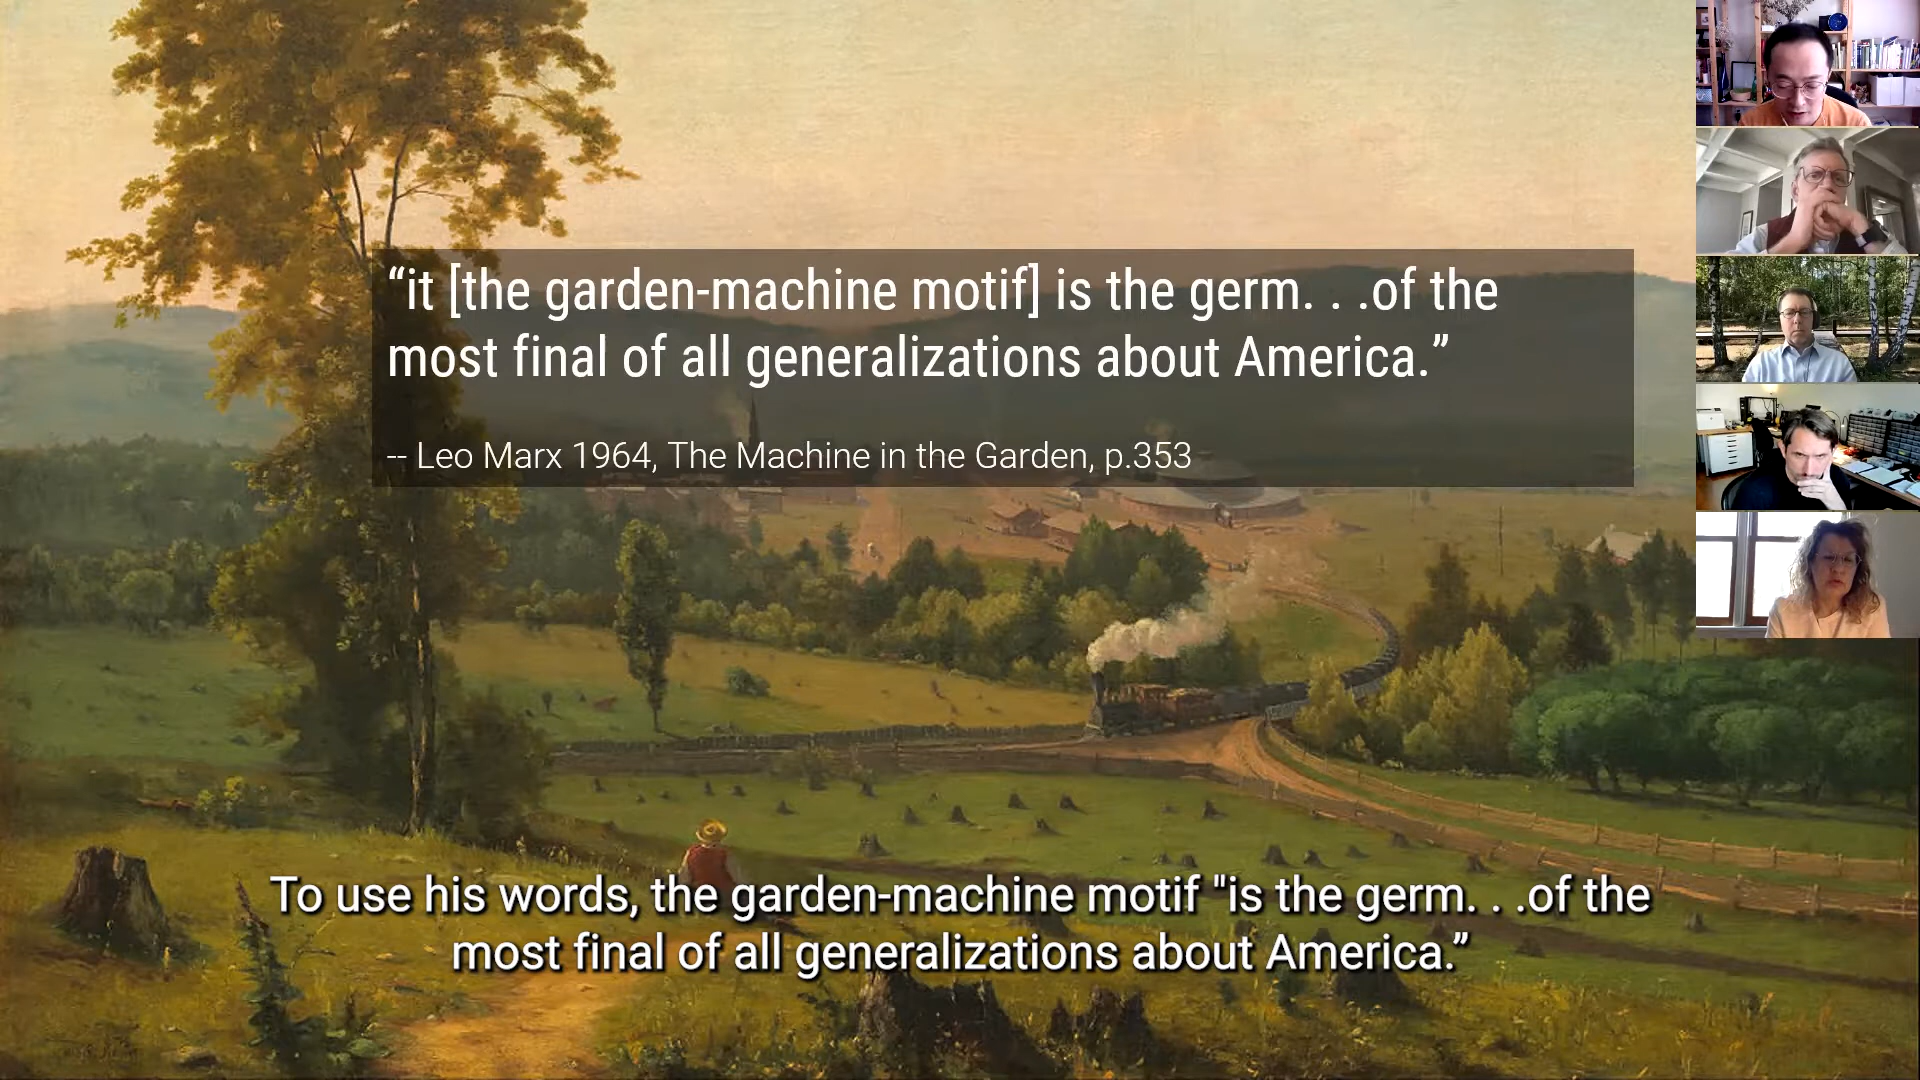 “it [the garden-machine motif] is the germ. . .of the
most final of all generalizations about America.”
-- Leo Marx 1964, The Machine in the Garden, p.353
To use his words, the garden-machine motif "is the germ. . .of the
most final of all generalizations about America.”